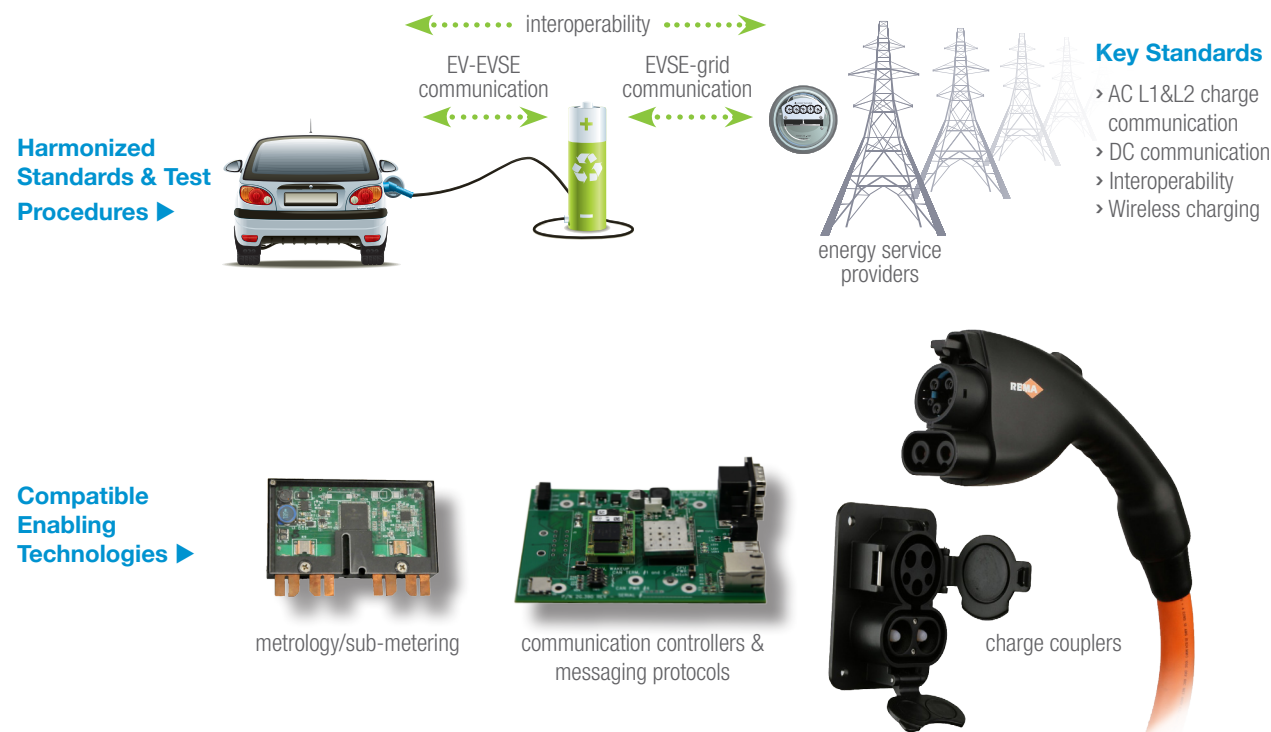 interoperability
EV-EVSE
communication
EVSE-grid
communication
Key Standards
› AC L1&L2 charge
communication
› DC communication
› Interoperability
› Wireless charging
Harmonized
Standards & Test
Procedures ▶
energy service
providers
REMA
Compatible
Enabling
Technologies ▶
metrology/sub-metering
communication controllers &
messaging protocols
charge couplers